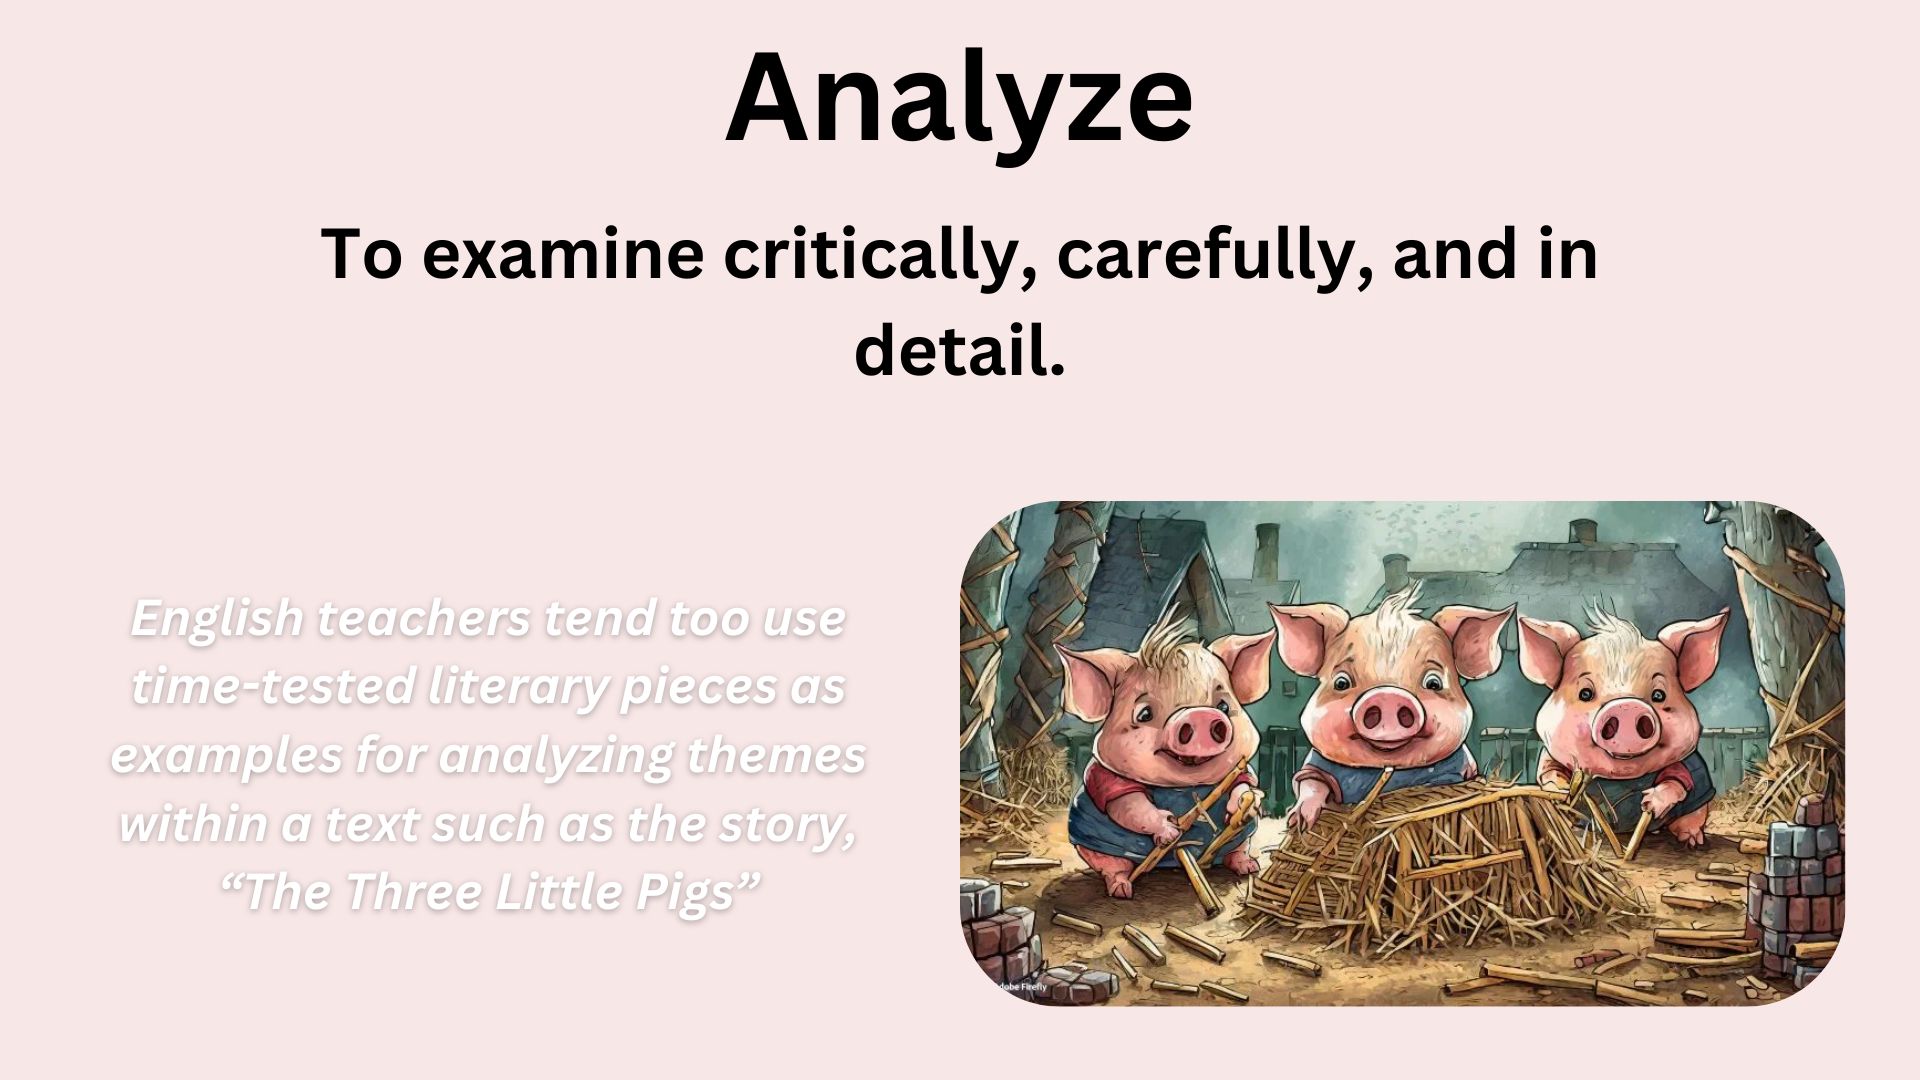 Analyze
To examine critically, carefully, and in
detail.
English teachers tend too use
time-tested literary pieces as
examples for analyzing themes
within a text such as the story,
“The Three Little Pigs”
dobe Firefly